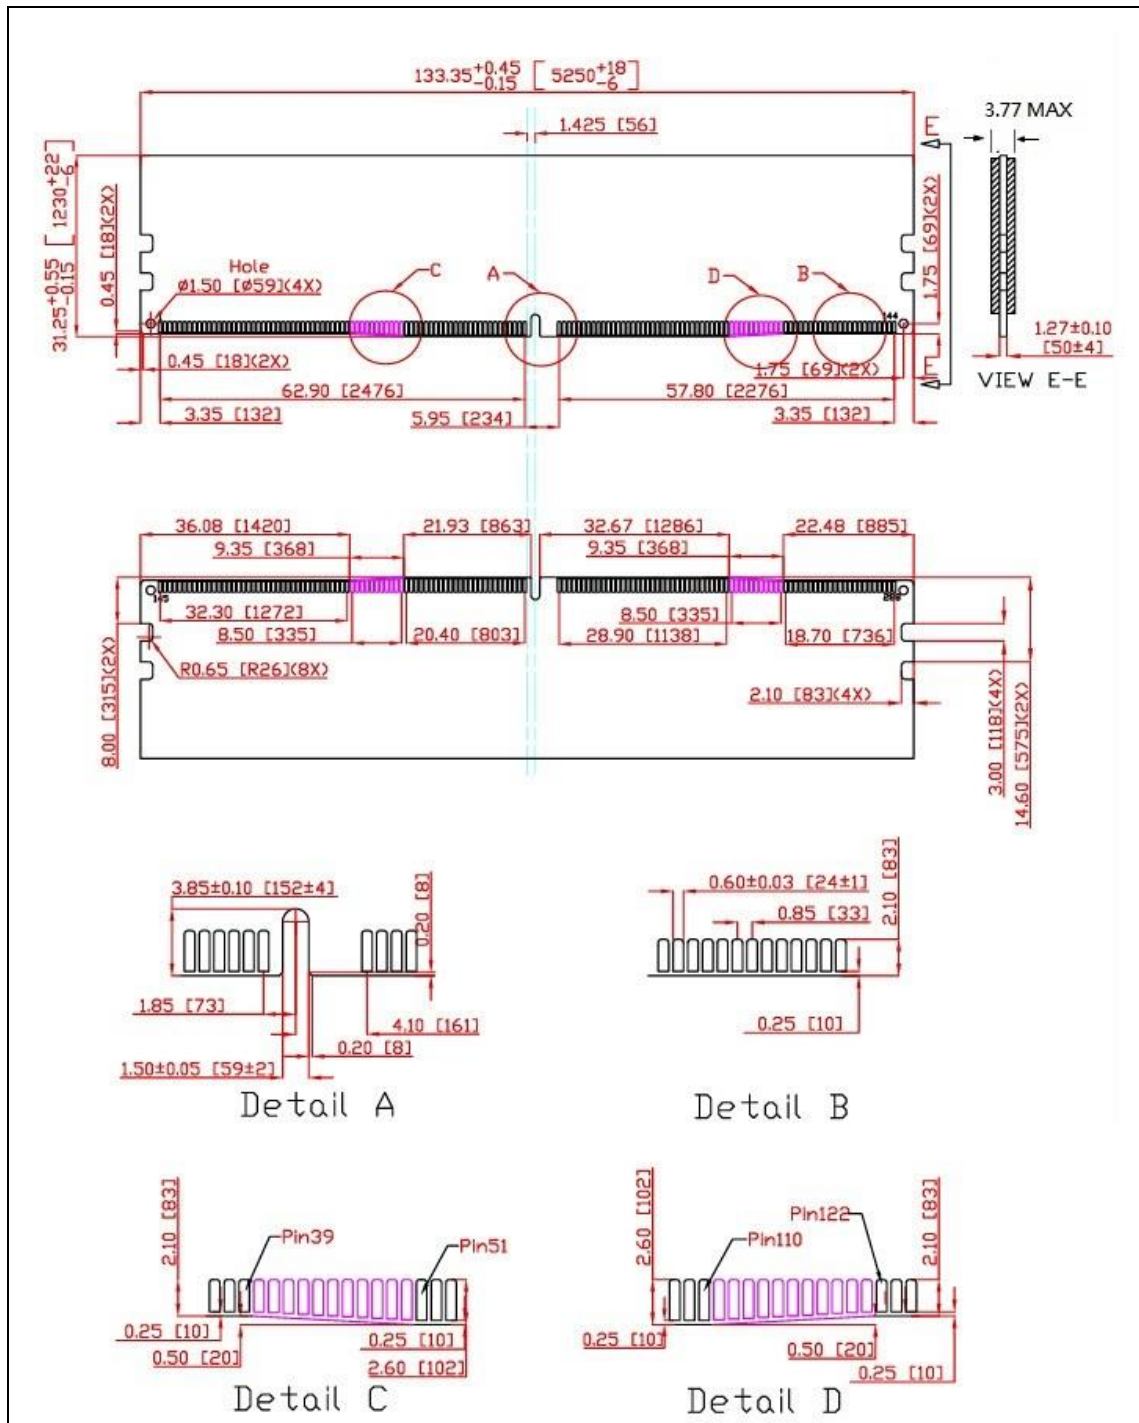 133.35+0.45-0.15 [5250+18-6]
1.425 [56]
3.77 MAX
E
31.25+0.55-0.15 [1230+22-6]
0.45 [18](2X)
1.75 [69](2X)
Hole
Ø1.50 [Ø59](4X)
C
A
D
B
144
1.27±0.10
[50±4]
0.45 [18](2X)
1.75 [69](2X)
E
VIEW E-E
62.90 [2476]
57.80 [2276]
3.35 [132]
5.95 [234]
3.35 [132]
36.08 [1420]
21.93 [863]
32.67 [1286]
22.48 [885]
9.35 [368]
9.35 [368]
145
288
32.30 [1272]
8.50 [335]
8.50 [335]
20.40 [803]
28.90 [1138]
18.70 [736]
R0.65 [R26](8X)
8.00 [315](2X)
2.10 [83](4X)
3.00 [118](4X)
14.60 [575](2X)
3.85±0.10 [152±4]
0.20 [8]
0.60±0.03 [24±1]
2.10 [83]
0.85 [33]
1.85 [73]
4.10 [161]
0.20 [8]
0.25 [10]
1.50±0.05 [59±2]
Detail A
Detail B
2.10 [83]
Pin39
Pin51
2.60 [102]
Pin122
Pin110
2.10 [83]
0.25 [10]
0.25 [10]
0.50 [20]
2.60 [102]
0.25 [10]
0.50 [20]
0.25 [10]
Detail C
Detail D